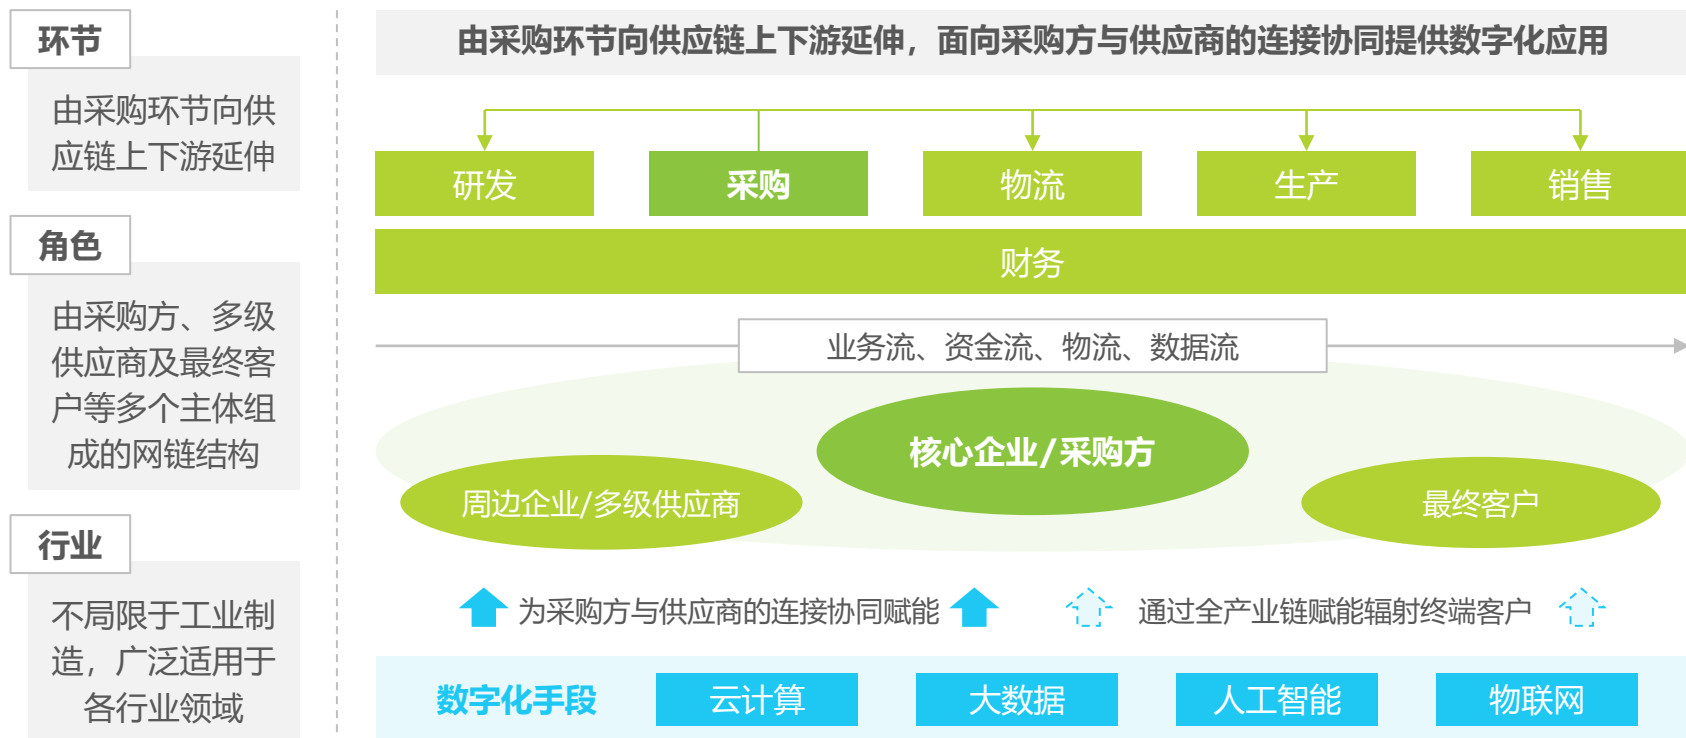 环节
由采购环节向供
应链上下游延伸
角色
由采购方、多级
供应商及最终客
户等多个主体组
成的网链结构
行业
不局限于工业制
造，广泛适用于
各行业领域
由采购环节向供应链上下游延伸，面向采购方与供应商的连接协同提供数字化应用
研发
采购
物流
生产
销售
财务
业务流、资金流、物流、数据流
核心企业/采购方
周边企业/多级供应商
最终客户
为采购方与供应商的连接协同赋能
通过全产业链赋能辐射终端客户
数字化手段
云计算
大数据
人工智能
物联网